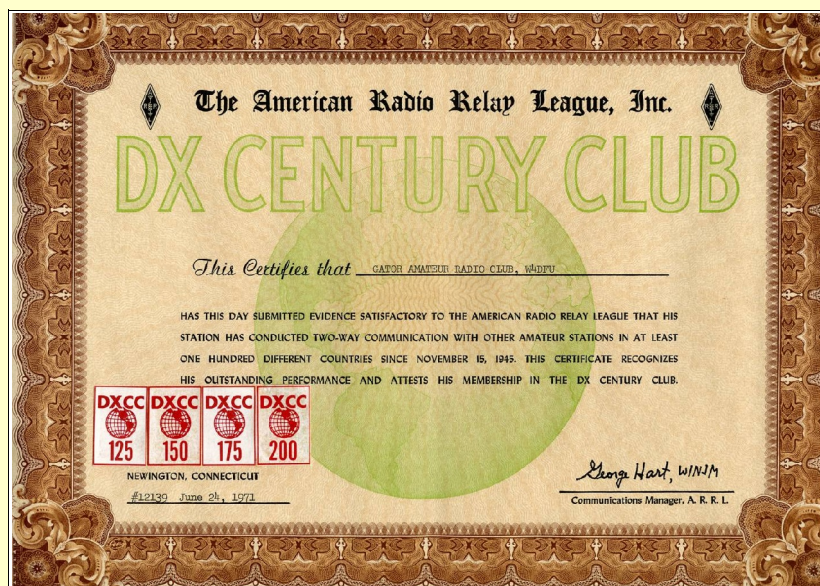 The American Radio Relay League, Inc.
DX CENTURY CLUB
This Certifies that GATOR AMATEUR RADIO CLUB, W4DFU
HAS THIS DAY SUBMITTED EVIDENCE SATISFACTORY TO THE AMERICAN RADIO RELAY LEAGUE THAT HIS
STATION HAS CONDUCTED TWO-WAY COMMUNICATION WITH OTHER AMATEUR STATIONS IN AT LEAST
ONE HUNDRED DIFFERENT COUNTRIES SINCE NOVEMBER 15, 1945. THIS CERTIFICATE RECOGNIZES
HIS OUTSTANDING PERFORMANCE AND ATTESTS HIS MEMBERSHIP IN THE DX CENTURY CLUB.
DXCC DXCC DXCC DXCC
125 150 175 200
NEWINGTON, CONNECTICUT
#12139 June 24, 1971
George Hart, W1NJM
Communications Manager, A. R. R. L.